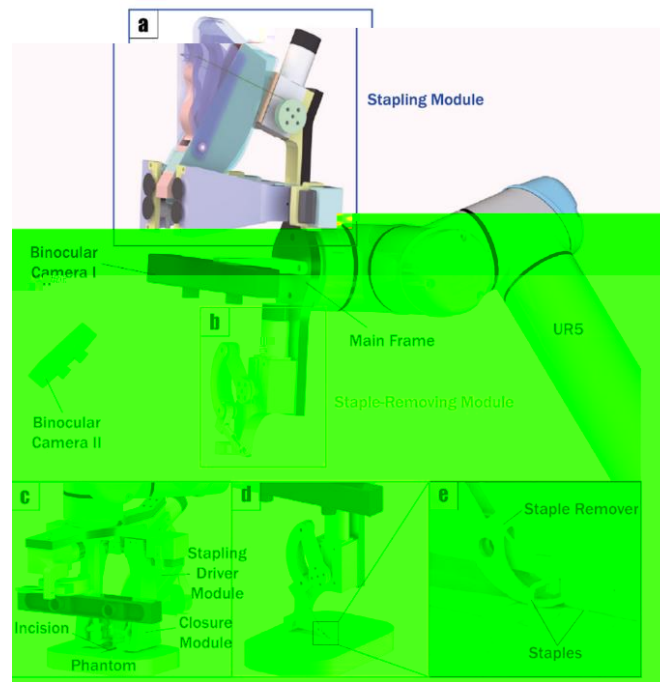 a
Stapling Module
Binocular
Camera I
b
Main Frame
UR5
Staple-Removing Module
Binocular
Camera II
c
d
e
Staple Remover
Stapling
Driver
Module
Incision
Closure
Module
Phantom
Staples